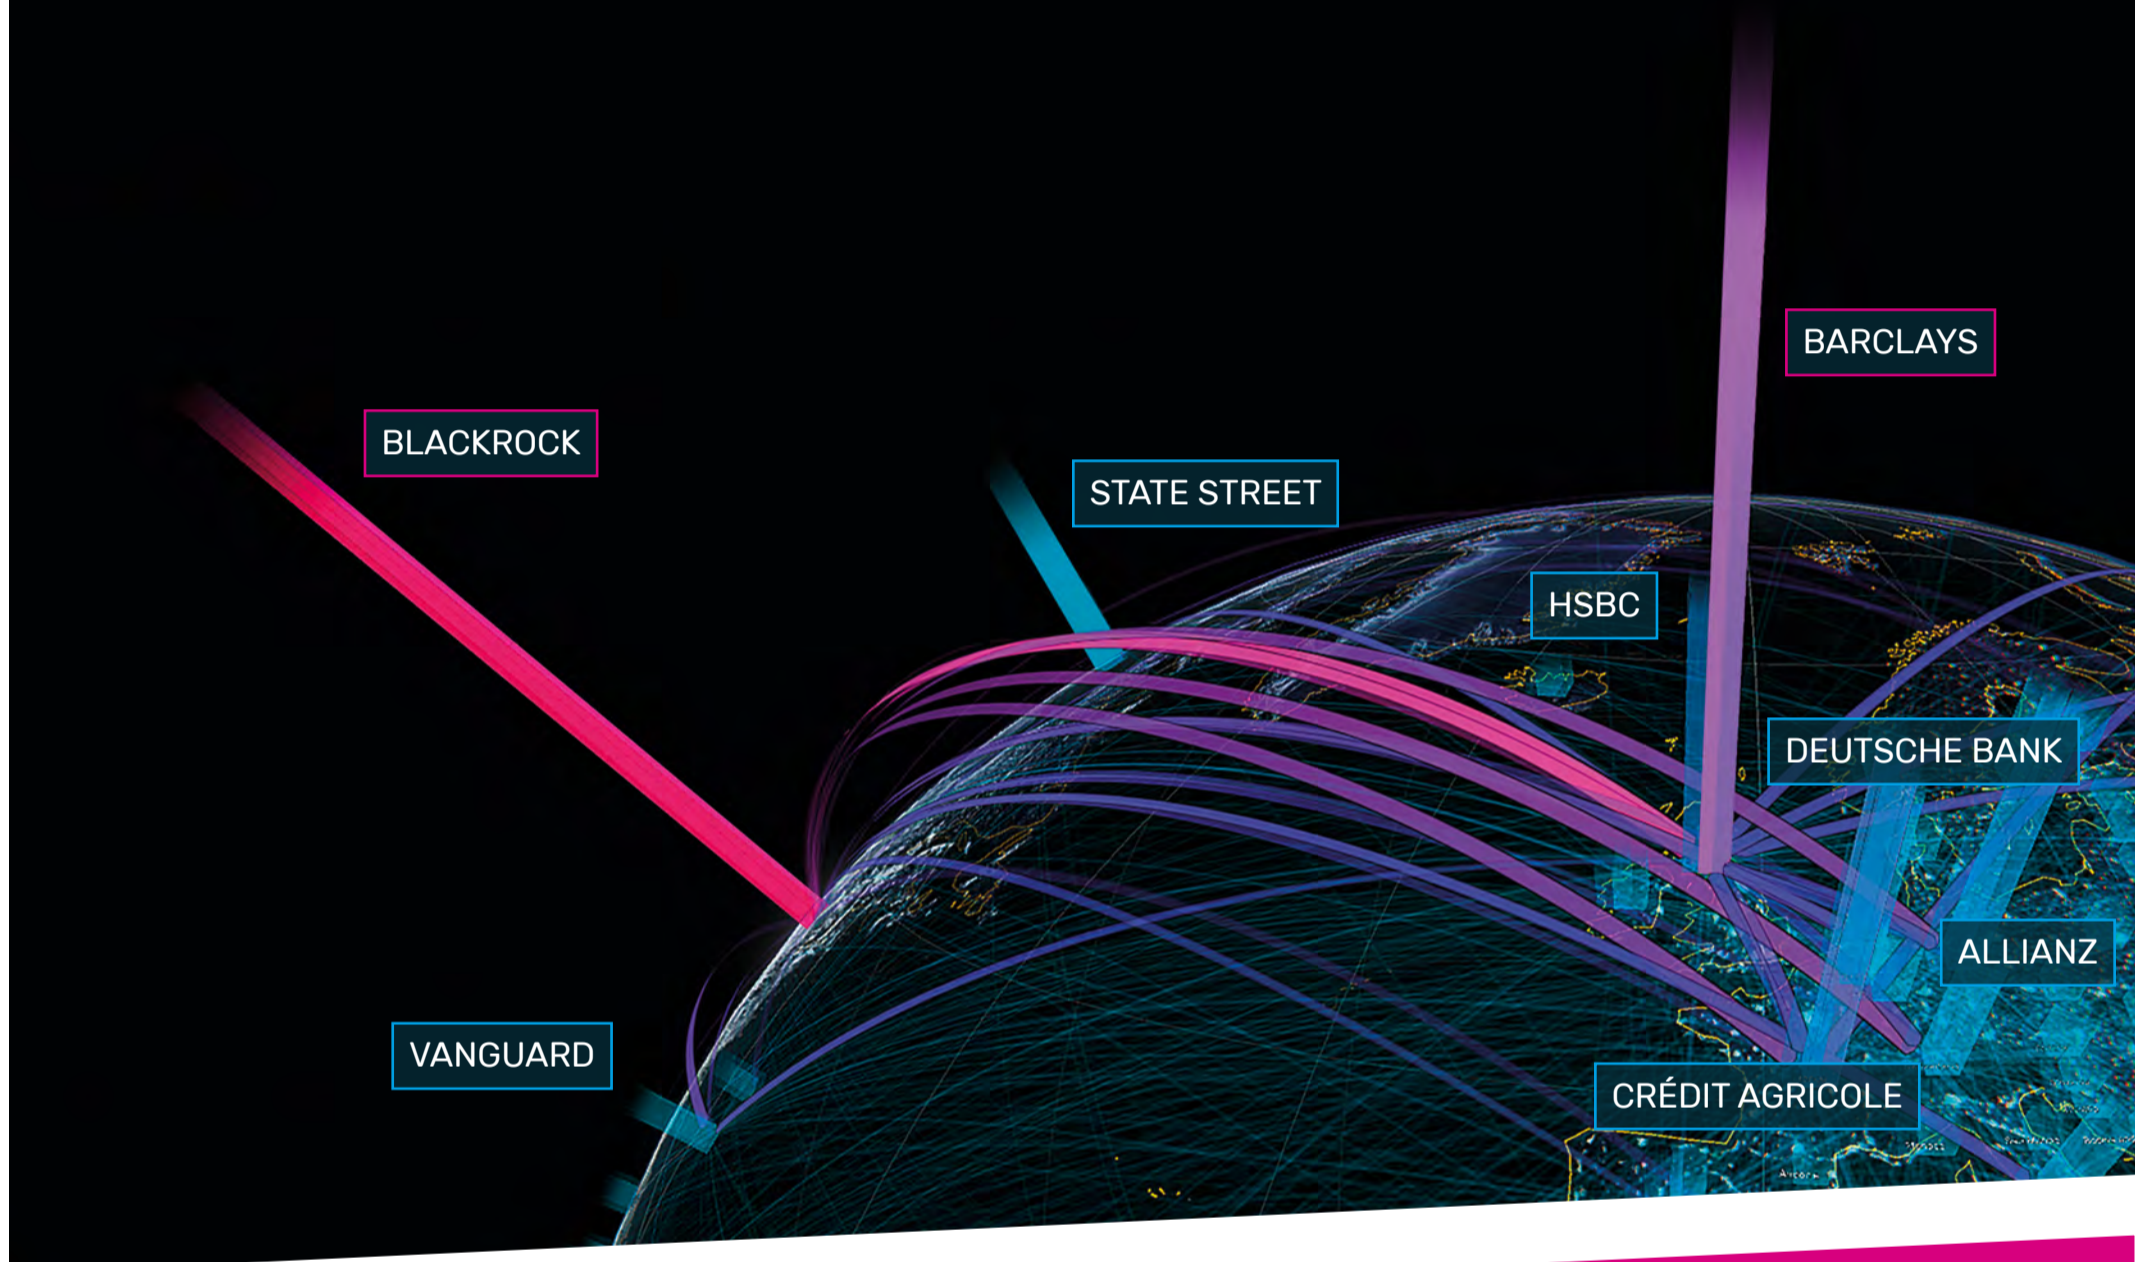 BARCLAYS
BLACKROCK
STATE STREET
HSBC
DEUTSCHE BANK
ALLIANZ
VANGUARD
CRÉDIT AGRICOLE